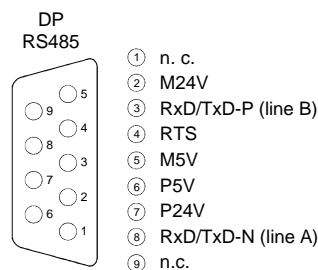 DP
RS485
5
9
4
8
3
7
2
6
1
① n. c.
② M24V
③ RxD/TxD-P (line B)
④ RTS
⑤ M5V
⑥ P5V
⑦ P24V
⑧ RxD/TxD-N (line A)
⑨ n.c.